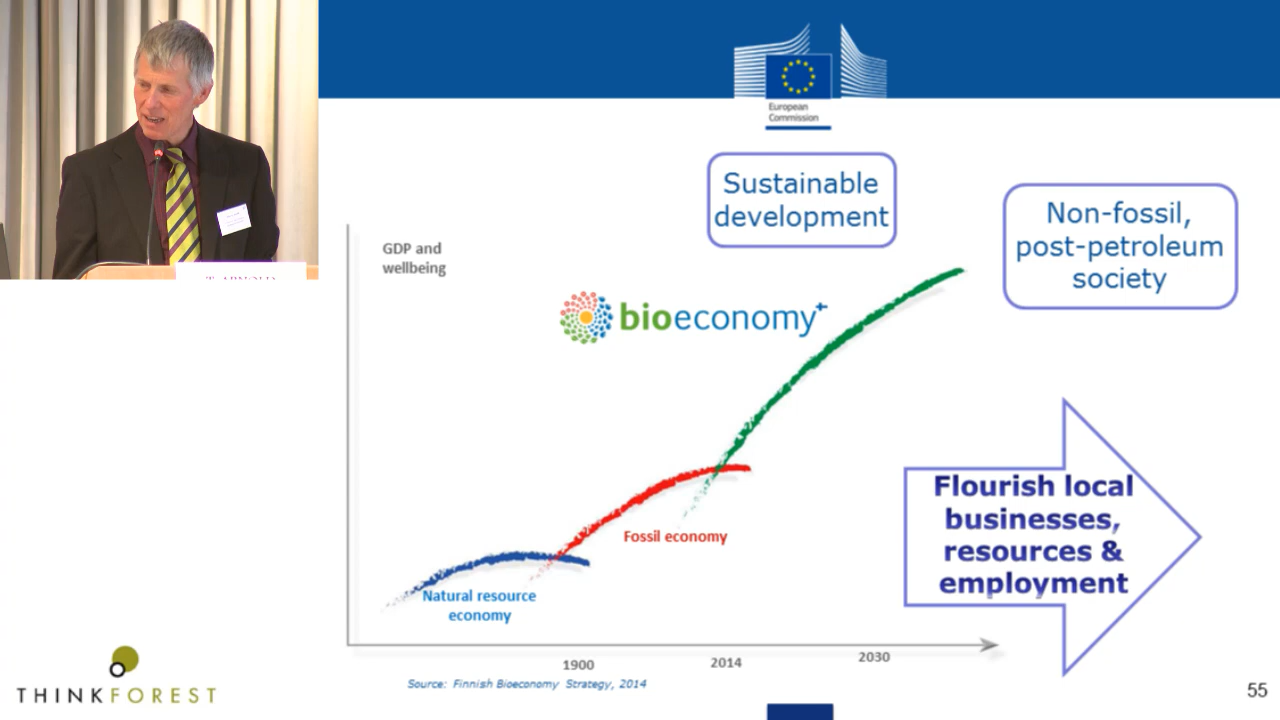 European
Commission
Sustainable
development
Non-fossil,
post-petroleum
society
GDP and
wellbeing
bioeconomy+
Flourish local
businesses,
resources &
employment
Fossil economy
Natural resource
economy
1900
2014
2030
Source: Finnish Bioeconomy Strategy, 2014
THINKFOREST
55